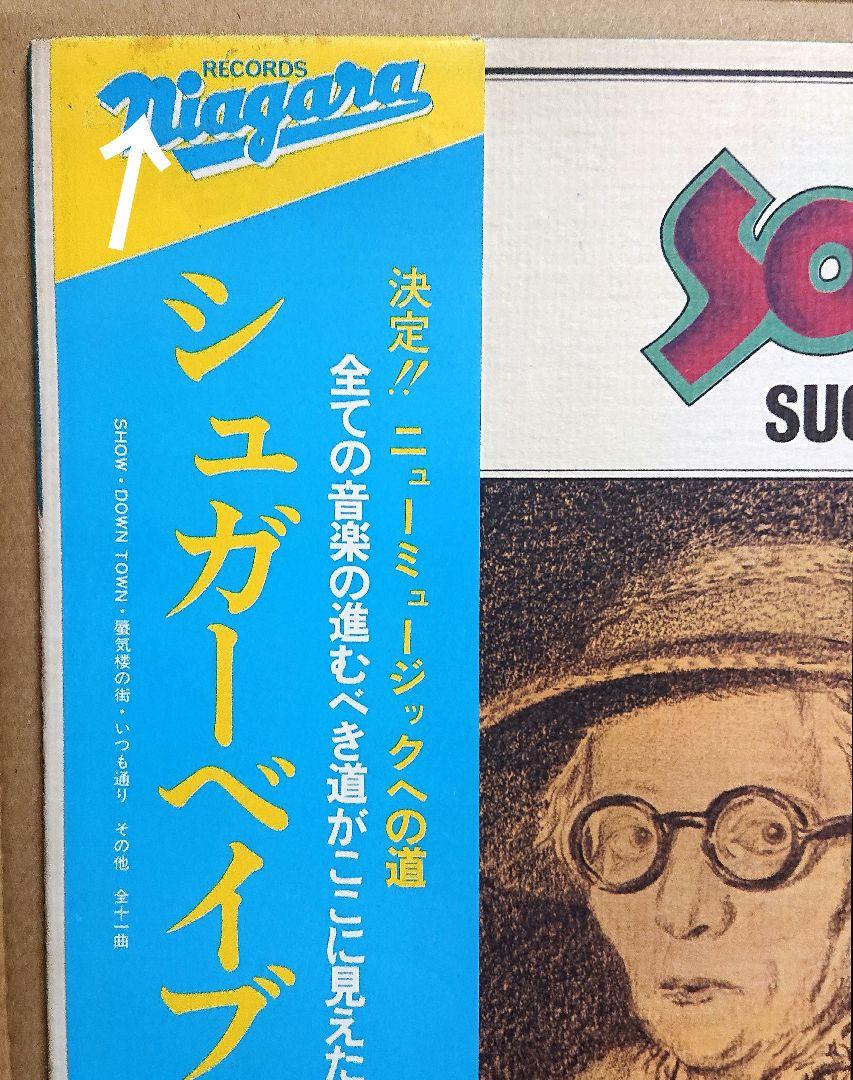 RECORDS
Niagara
決定!! ニューミュージックへの道
全ての音楽の進むべき道がここに見えた
シュガーベイブ
SHOW・DOWN TOWN・蜃気楼の街・いつも通り その他 全十一曲
SO
SUG